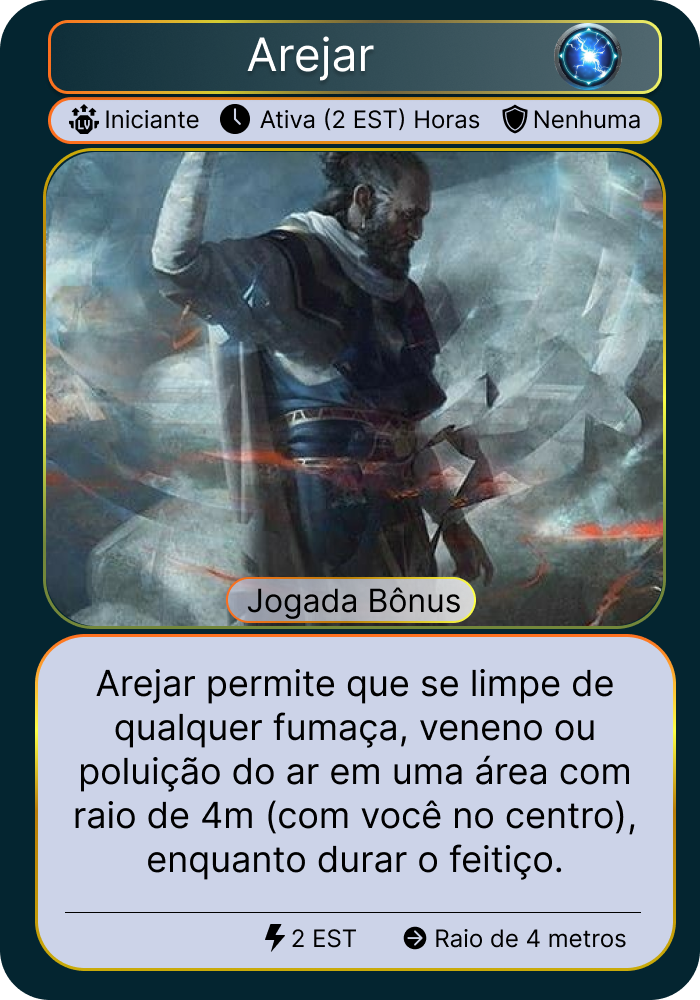 Arejar
LV Iniciante Ativa (2 EST) Horas Nenhuma
Jogada Bônus
Arejar permite que se limpe de
qualquer fumaça, veneno ou
poluição do ar em uma área com
raio de 4m (com você no centro),
enquanto durar o feitiço.
2 EST Raio de 4 metros